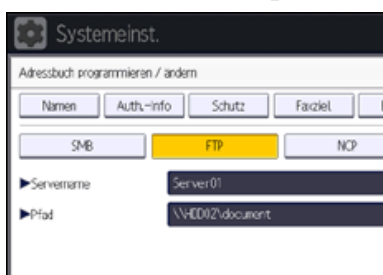 Systemeinst.
Adressbuch programmieren / ändern
Namen Auth.-info Schutz Faxziel
SMB FTP NCP
►Servername Server01
►Pfad \\HDD02\document